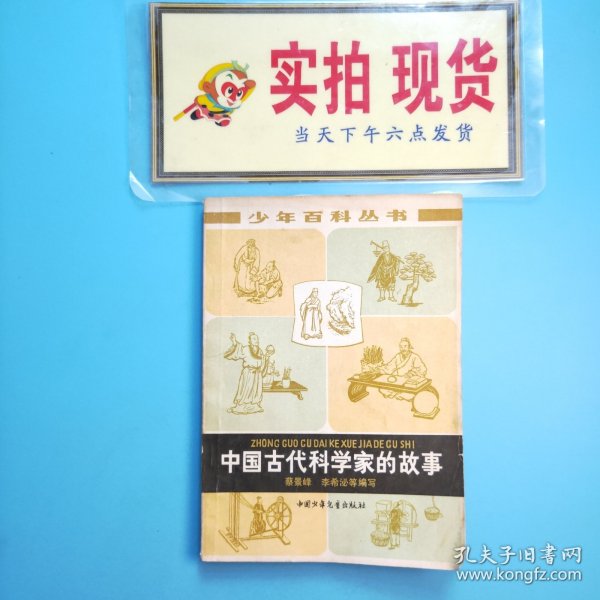 实拍 现货
当天下午六点发货
少年百科丛书
ZHONG GUO GU DAI KE XUE JIA DE GU SHI
中国古代科学家的故事
蔡景峰 李希泌等编写
中国少年儿童出版社
孔夫子旧书网
www.kongfz.com